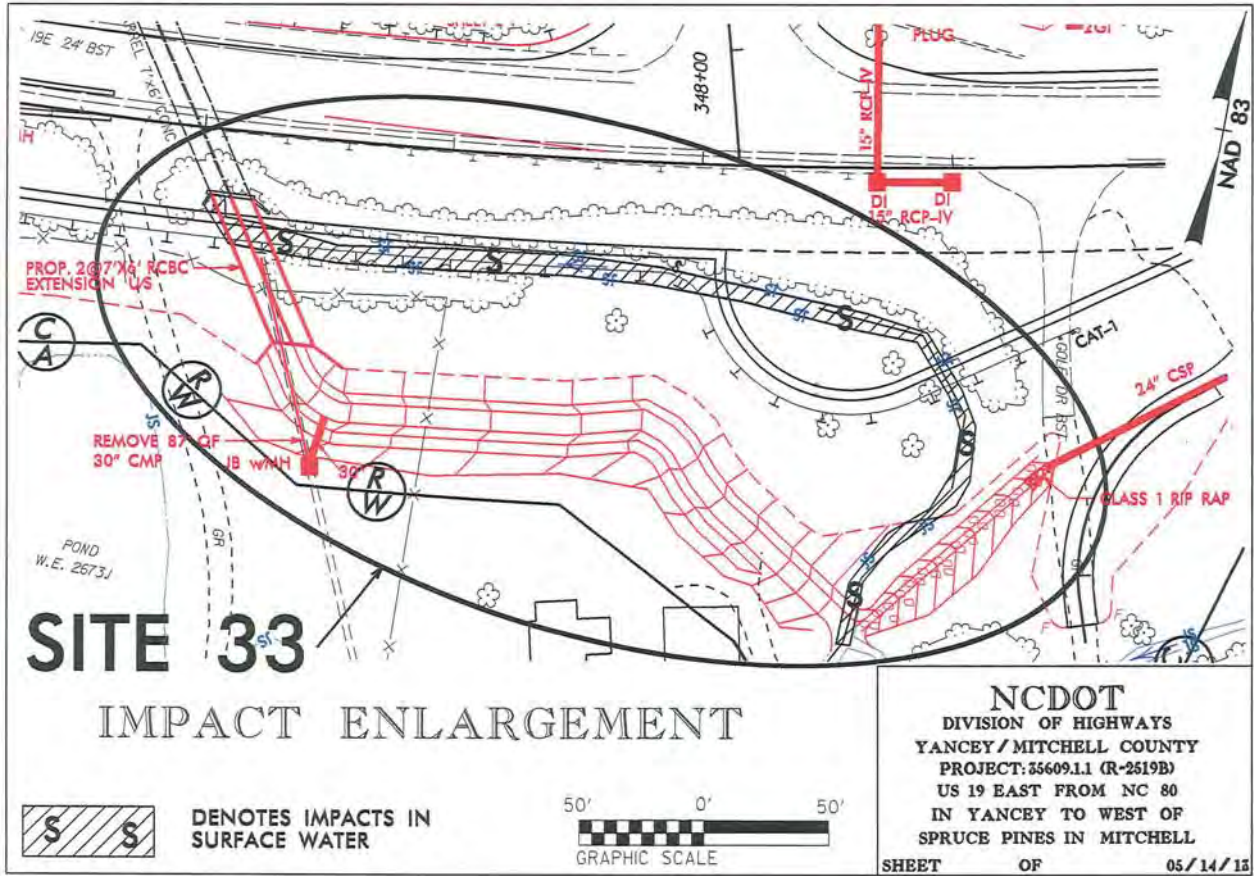 19E 24' BST
348+00
15" RCP-IV
PLUG
2GI
NAD 83
DI
DI
15" RCP-IV
S
S
S
S
S
S
PROP. 2@7'X6' RCBC
EXTENSION U/S
CAT-1
C
A
R
W
24" CSP
REMOVE 87' OF
30" CMP
JB w/MH
30"
R
W
CLASS 1 RIP RAP
GR
POND
W.E. 2673
SITE 33
IMPACT ENLARGEMENT
S S
DENOTES IMPACTS IN
SURFACE WATER
50' 0' 50'
GRAPHIC SCALE
NCDOT
DIVISION OF HIGHWAYS
YANCEY / MITCHELL COUNTY
PROJECT: 35609.1.1 (R-2519B)
US 19 EAST FROM NC 80
IN YANCEY TO WEST OF
SPRUCE PINES IN MITCHELL
SHEET OF 05/14/13